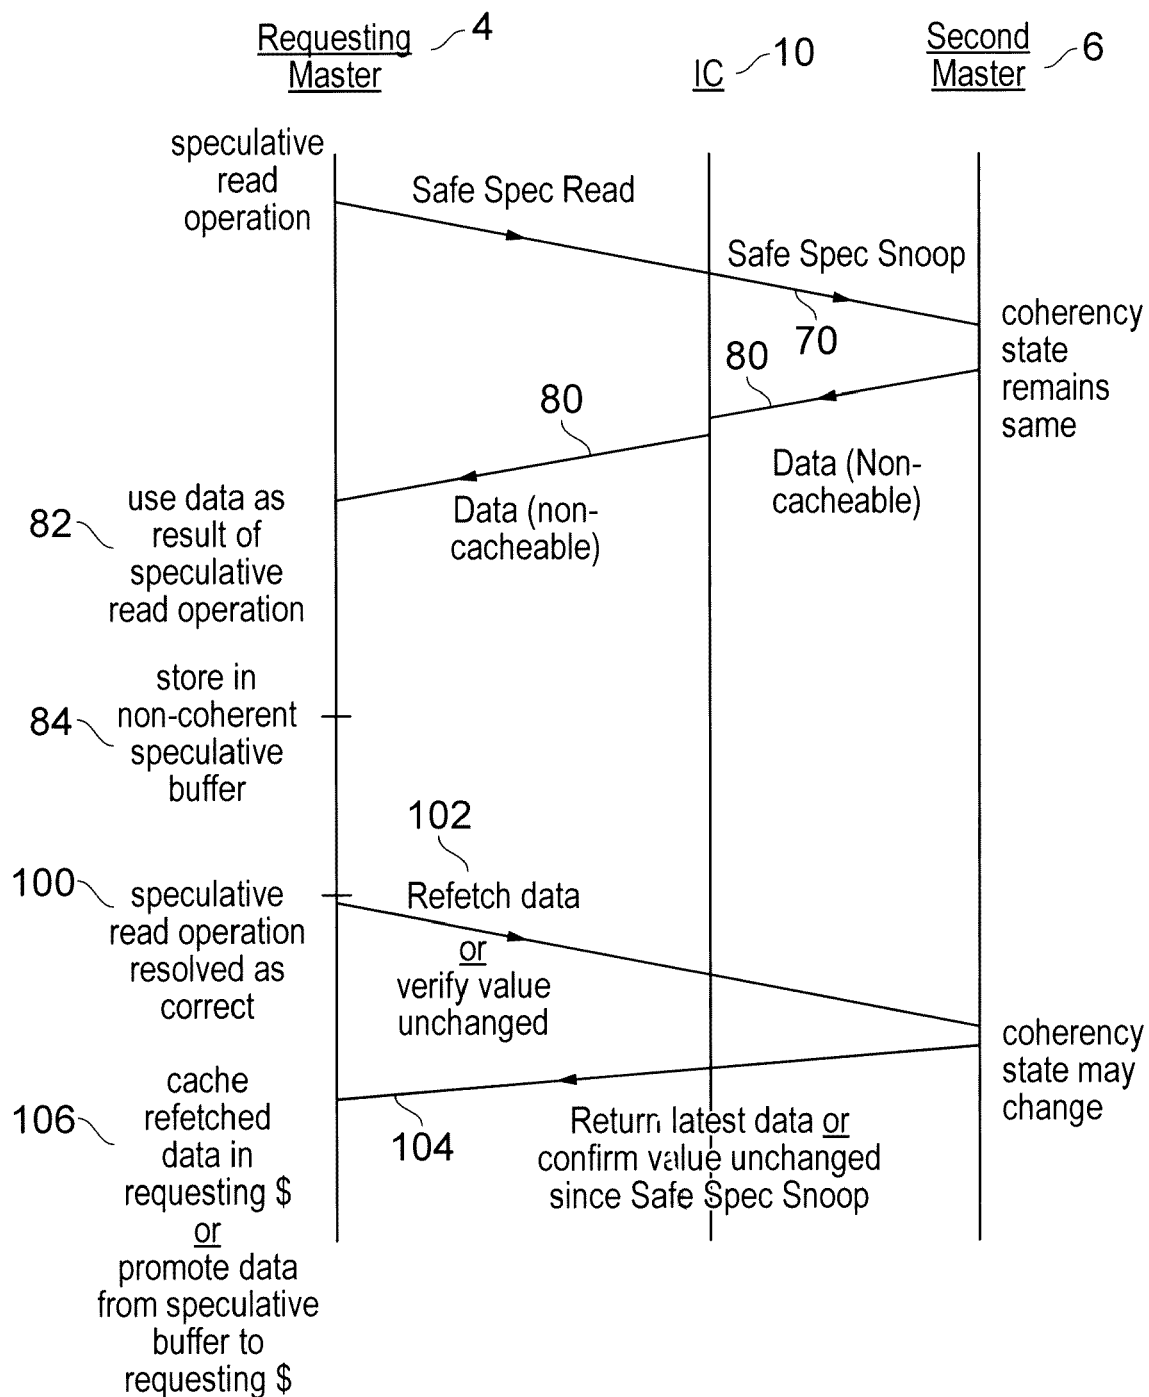 Requesting
Master
4
IC
10
Second
Master
6
speculative
read
operation
Safe Spec Read
Safe Spec Snoop
70
coherency
state
remains
same
80
80
Data (Non-
cacheable)
Data (non-
cacheable)
82
use data as
result of
speculative
read operation
84
store in
non-coherent
speculative
buffer
102
Refetch data
or
verify value
unchanged
100
speculative
read operation
resolved as
correct
coherency
state may
change
104
Return latest data or
confirm value unchanged
since Safe Spec Snoop
106
cache
refetched
data in
requesting $
or
promote data
from speculative
buffer to
requesting $